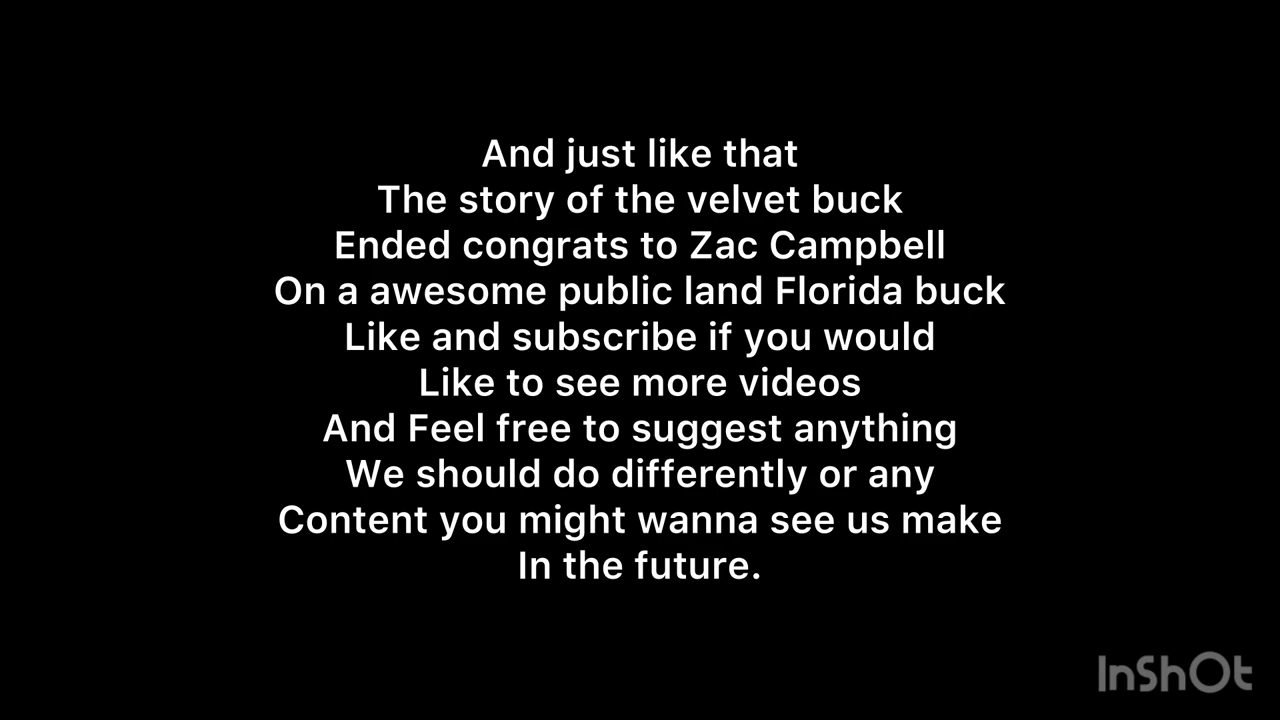 And just like that
The story of the velvet buck
Ended congrats to Zac Campbell
On a awesome public land Florida buck
Like and subscribe if you would
Like to see more videos
And Feel free to suggest anything
We should do differently or any
Content you might wanna see us make
In the future.
InShOt